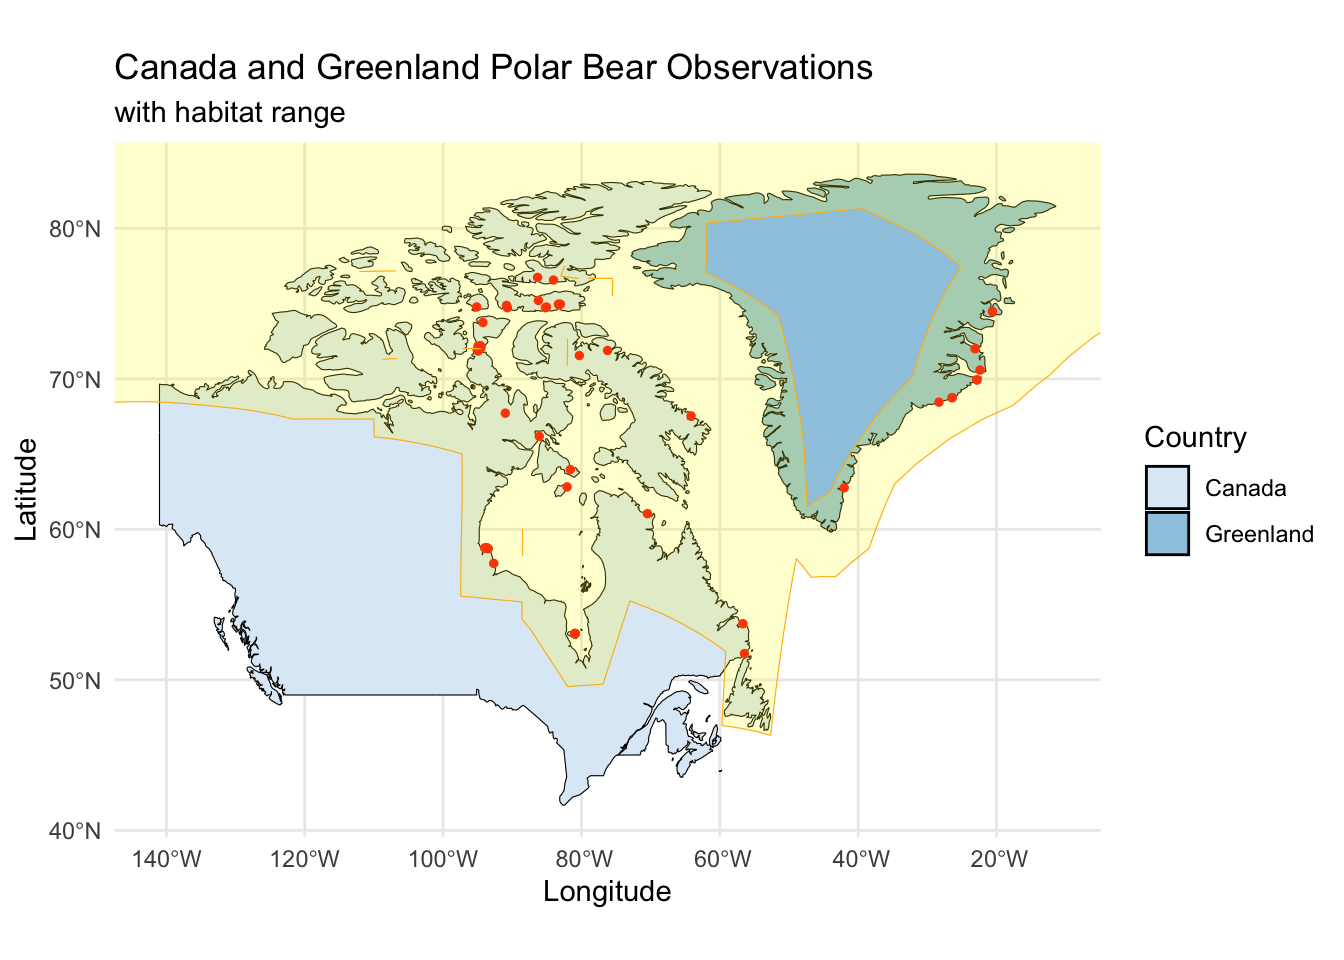 Canada and Greenland Polar Bear Observations
with habitat range
80°N
70°N
60°N
50°N
40°N
140°W 120°W 100°W 80°W 60°W 40°W 20°W
Longitude
Latitude
Country
Canada
Greenland